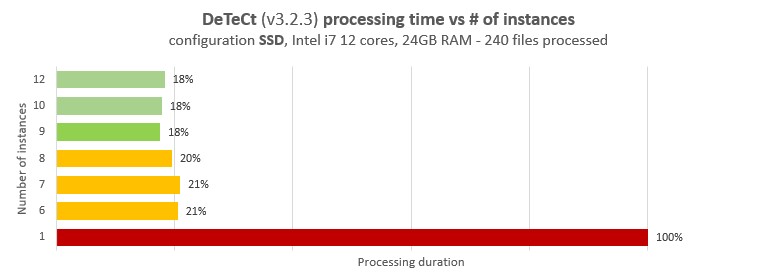 DeTeCt (v3.2.3) processing time vs # of instances
configuration SSD, Intel i7 12 cores, 24GB RAM - 240 files processed
Number of instances
12 18%
10 18%
9 18%
8 20%
7 21%
6 21%
1 100%
Processing duration